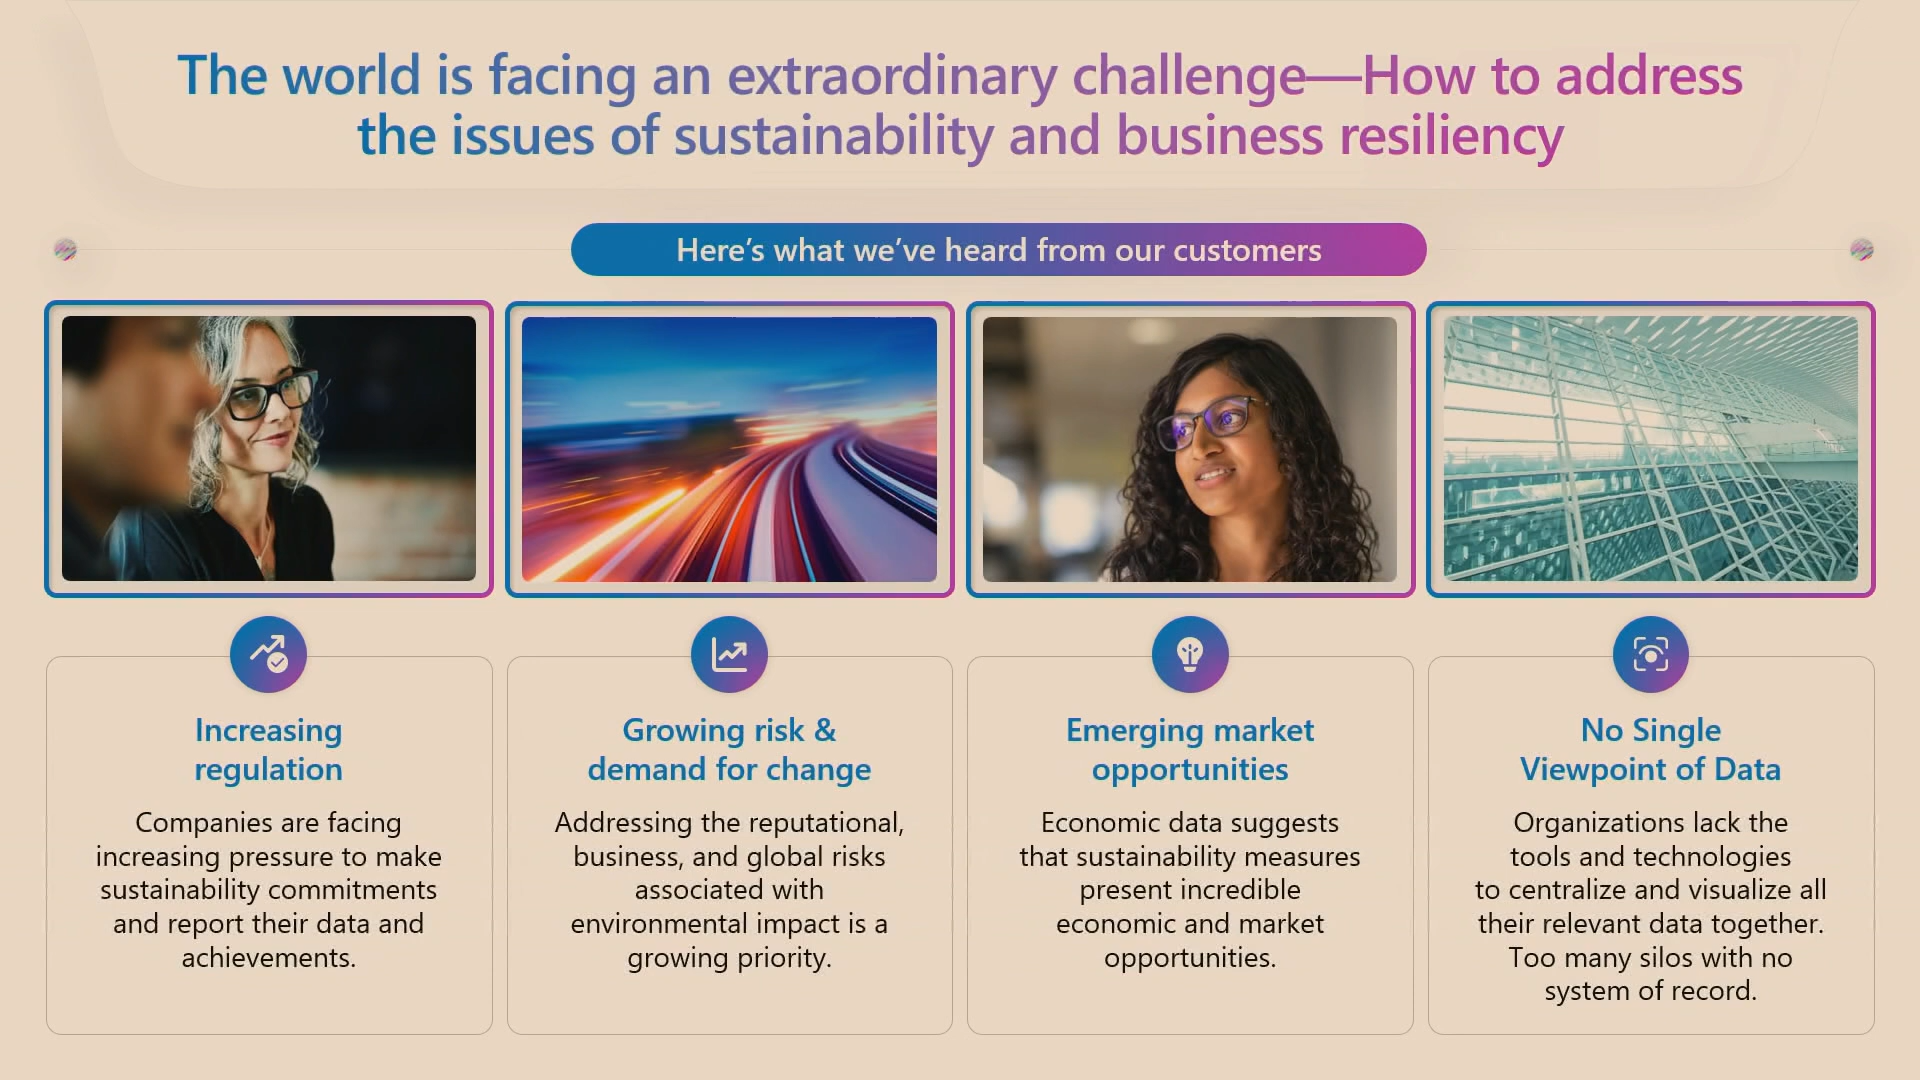 The world is facing an extraordinary challenge—How to address
the issues of sustainability and business resiliency
Here’s what we’ve heard from our customers
Increasing
regulation
Companies are facing
increasing pressure to make
sustainability commitments
and report their data and
achievements.
Growing risk &
demand for change
Addressing the reputational,
business, and global risks
associated with
environmental impact is a
growing priority.
Emerging market
opportunities
Economic data suggests
that sustainability measures
present incredible
economic and market
opportunities.
No Single
Viewpoint of Data
Organizations lack the
tools and technologies
to centralize and visualize all
their relevant data together.
Too many silos with no
system of record.